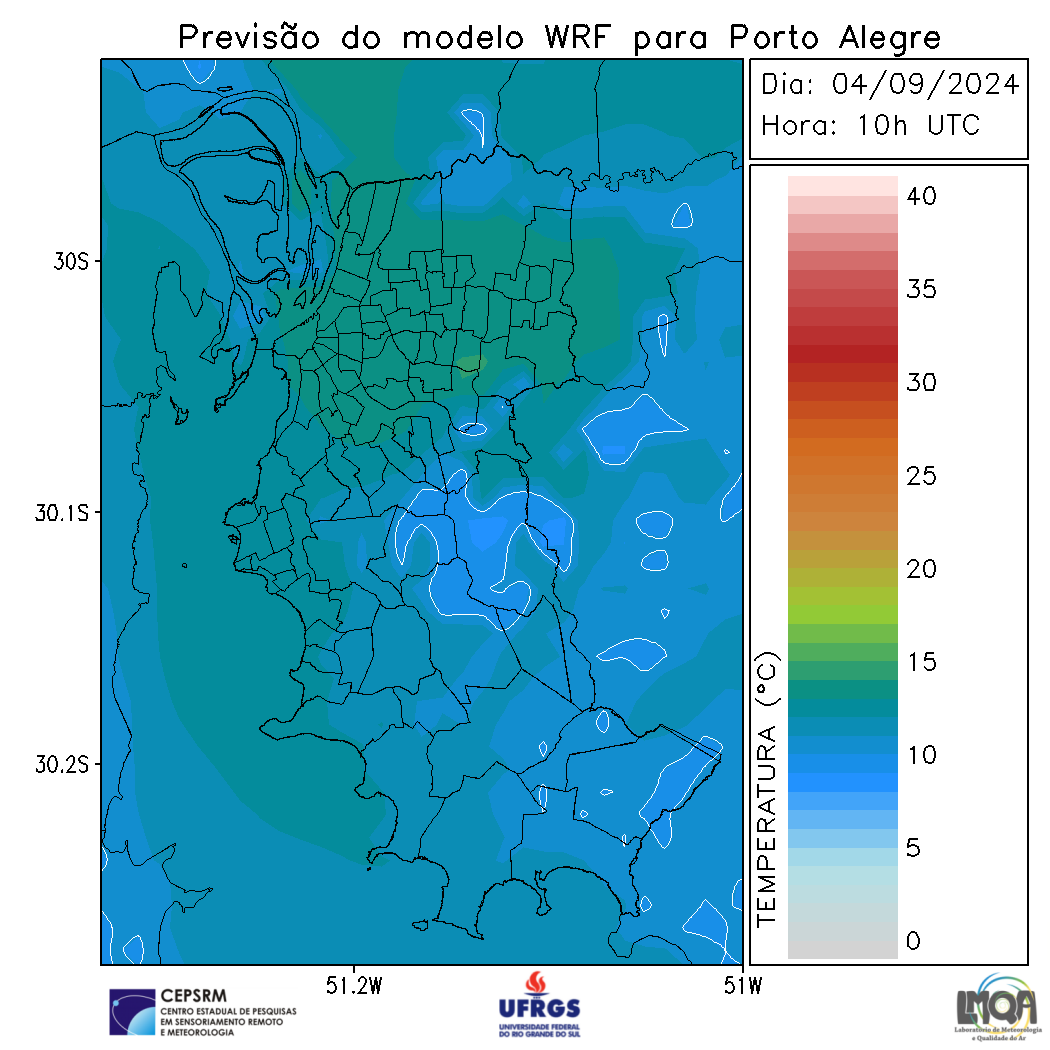 Previsão do modelo WRF para Porto Alegre
Dia: 04/09/2024
Hora: 10h UTC
40
35
30
25
20
15
10
5
0
TEMPERATURA (°C)
30S
30.1S
30.2S
51.2W
51W
CEPSRM
CENTRO ESTADUAL DE PESQUISAS
EM SENSORIAMENTO REMOTO
E METEOROLOGIA
UFRGS
UNIVERSIDADE FEDERAL
DO RIO GRANDE DO SUL
LMQA
Laboratório de Meteorologia
e Qualidade do Ar